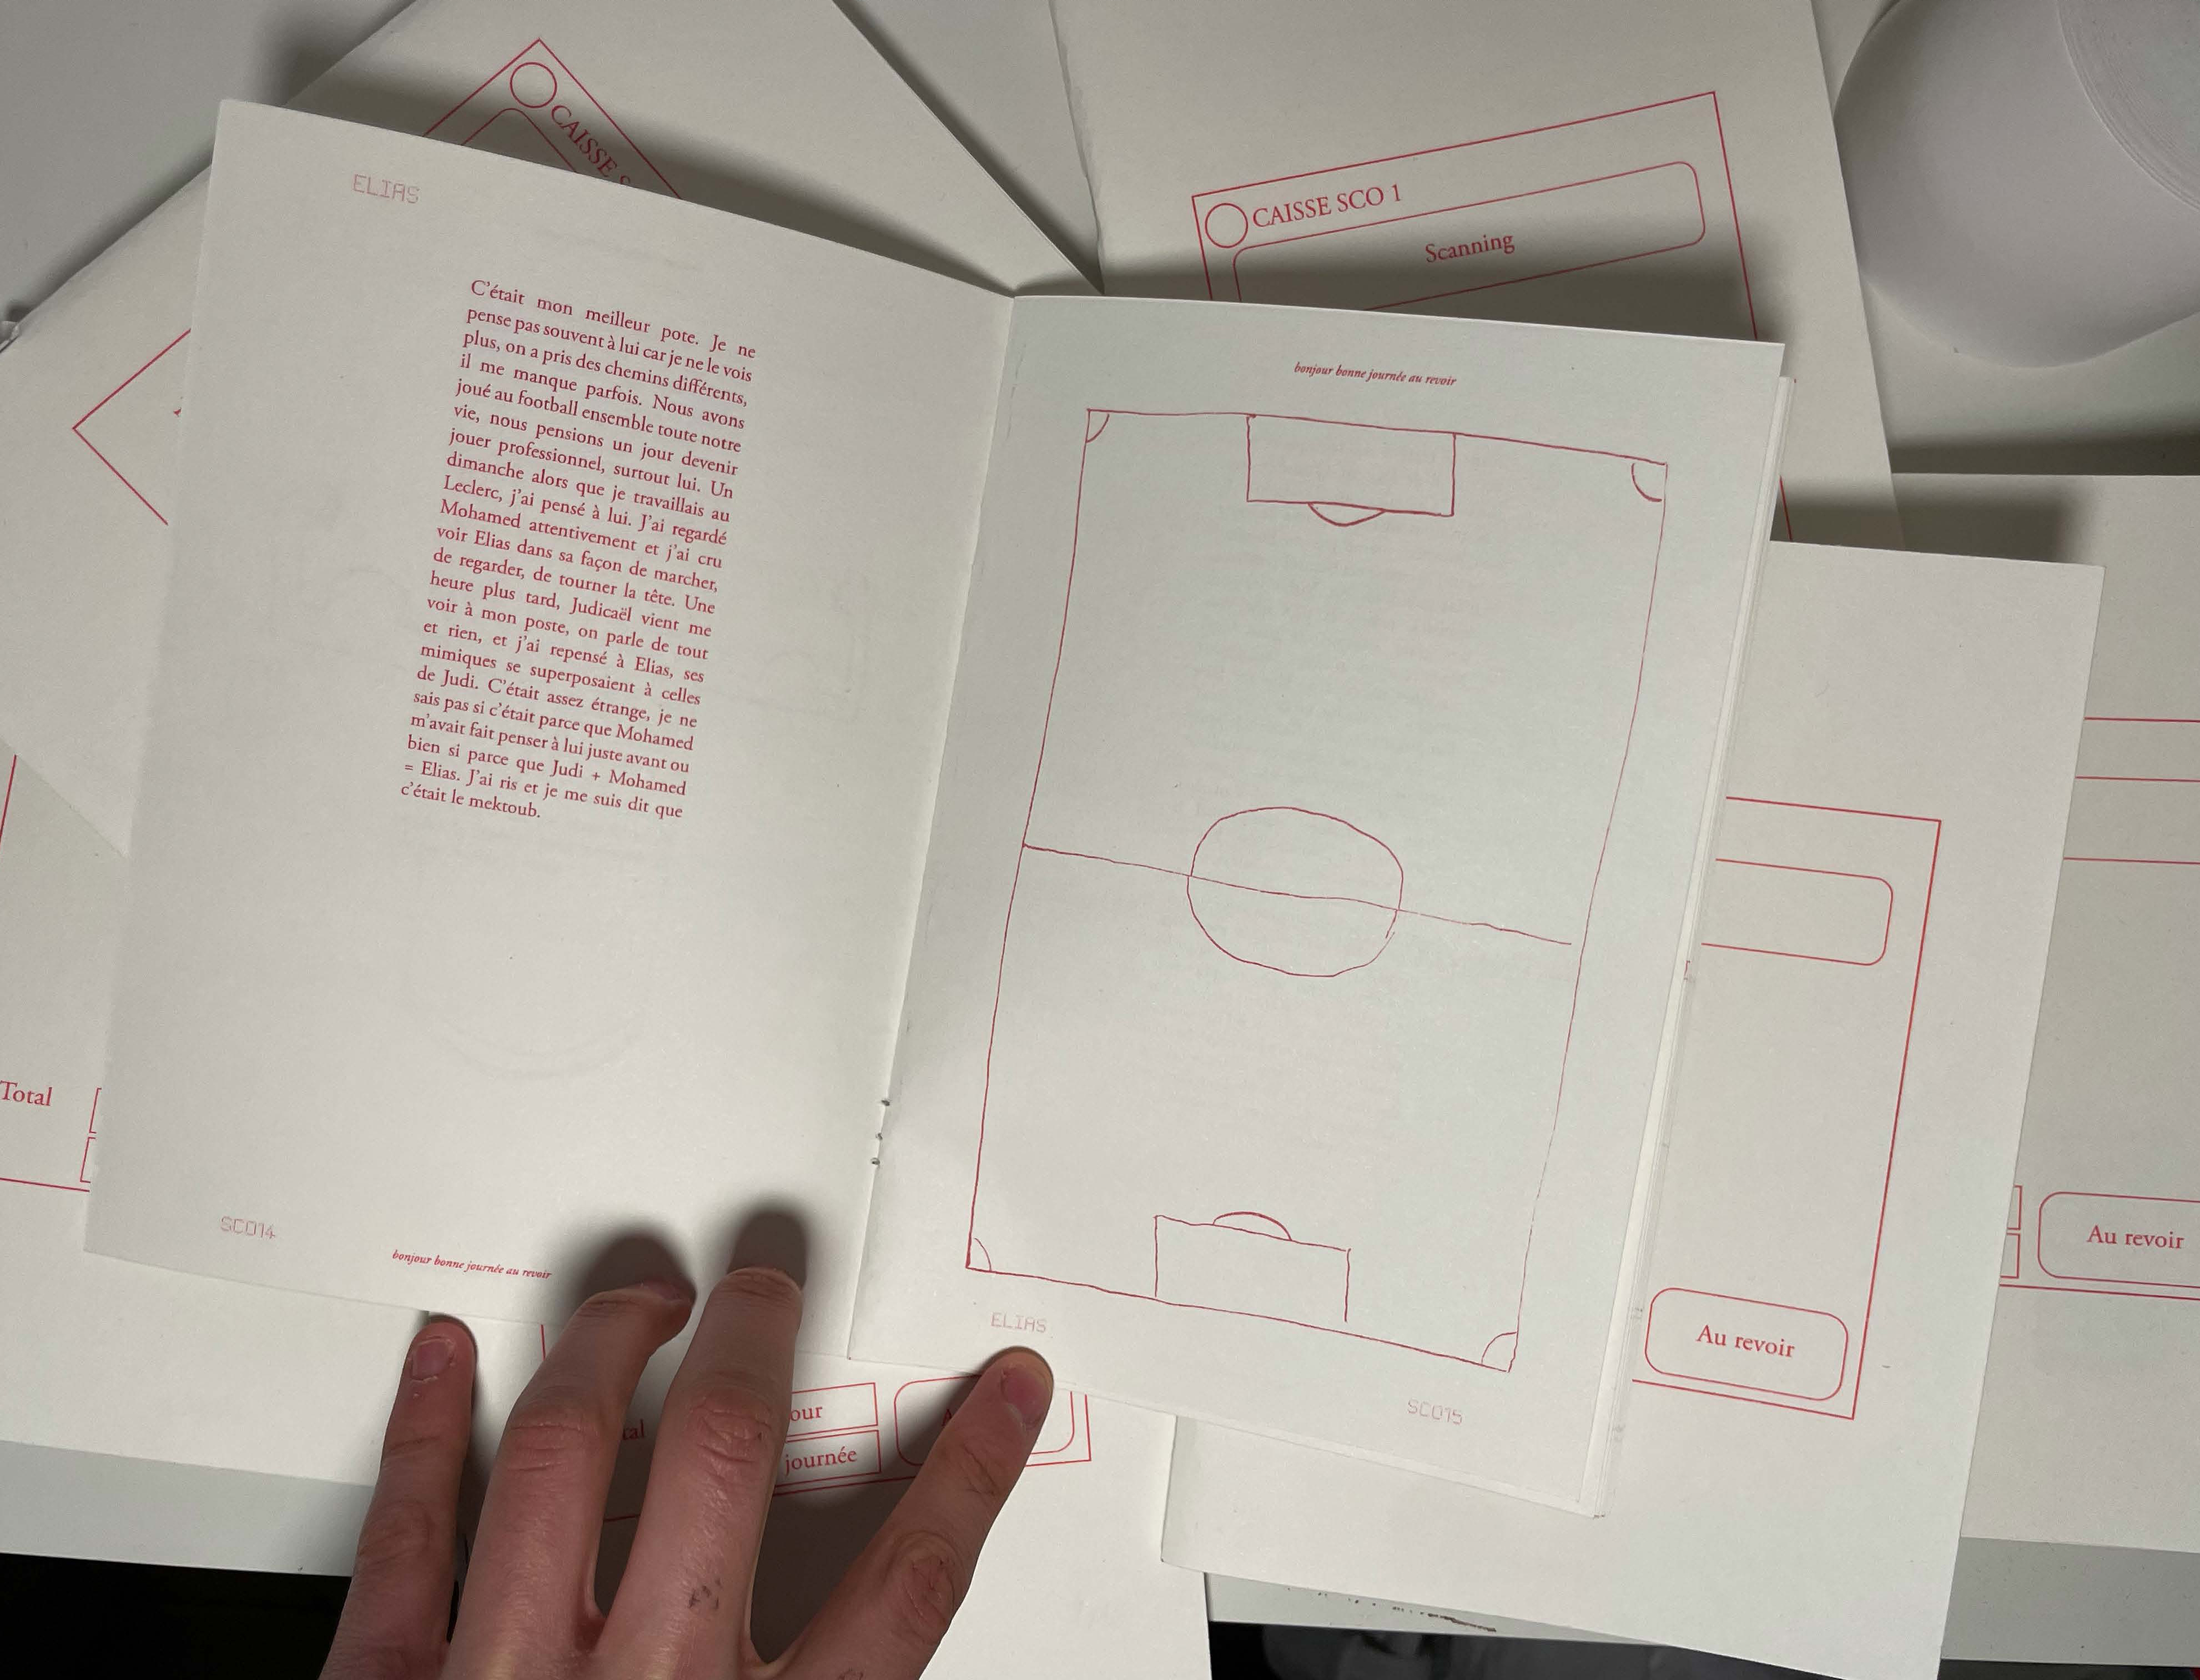 CAISSE
CAISSE SCO 1
Scanning
ELIAS
C'était mon meilleur pote. Je ne
pense pas souvent à lui car je ne le vois
plus, on a pris des chemins différents,
il me manque parfois. Nous avons
joué au football ensemble toute notre
vie, nous pensions un jour devenir
jouer professionnel, surtout lui. Un
dimanche alors que je travaillais au
Leclerc, j'ai pensé à lui. J'ai regardé
Mohamed attentivement et j'ai cru
voir Elias dans sa façon de marcher,
de regarder, de tourner la tête. Une
heure plus tard, Judicaël vient me
voir à mon poste, on parle de tout
et rien, et j'ai repensé à Elias, ses
mimiques se superposaient à celles
de Judi. C'était assez étrange, je ne
sais pas si c'était parce que Mohamed
m'avait fait penser à lui juste avant ou
bien si parce que Judi + Mohamed
= Elias. J'ai ris et je me suis dit que
c'était le mektoub.
SCO14
bonjour bonne journée au revoir
bonjour bonne journée au revoir
ELIAS
SCO15
Total
journée
Au revoir
Au revoir